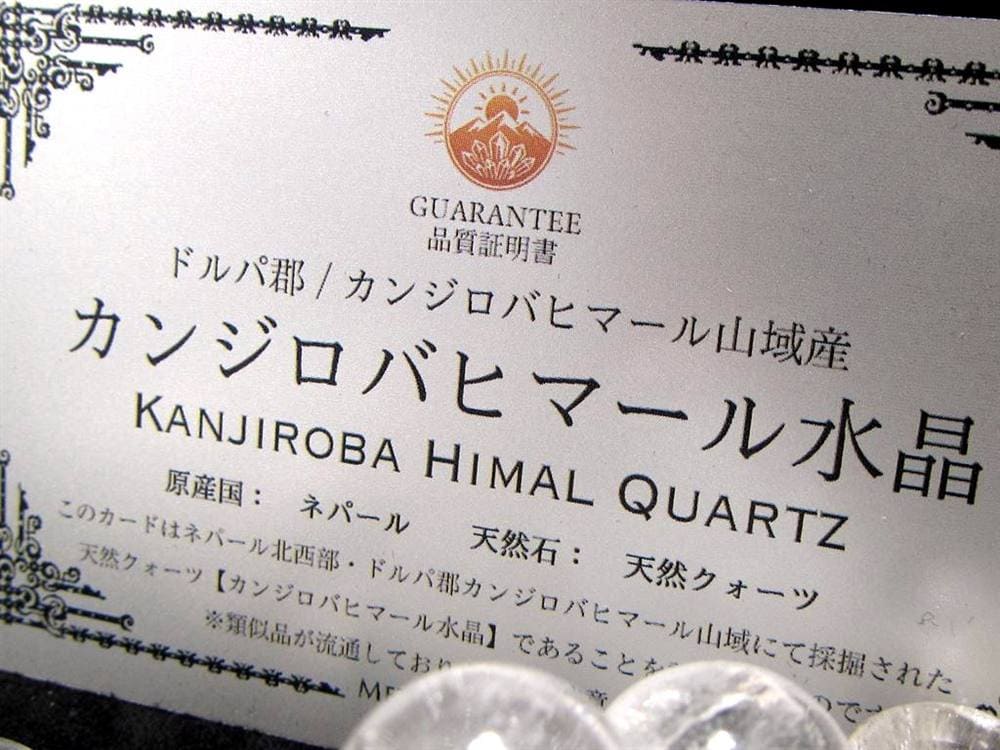 GUARANTEE
品質証明書
ドルパ郡 / カンジロバヒマール山域産
カンジロバヒマール水晶
KANJIROBA HIMAL QUARTZ
原産国： ネパール 天然石： 天然クォーツ
このカードはネパール北西部・ドルパ郡カンジロバヒマール山域にて採掘された
天然クォーツ【カンジロバヒマール水晶】であることを
※類似品が流通しており